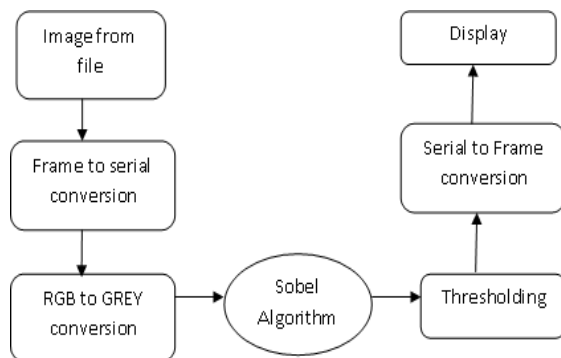 Image from
file
Frame to serial
conversion
RGB to GREY
conversion
Sobel
Algorithm
Thresholding
Serial to Frame
conversion
Display